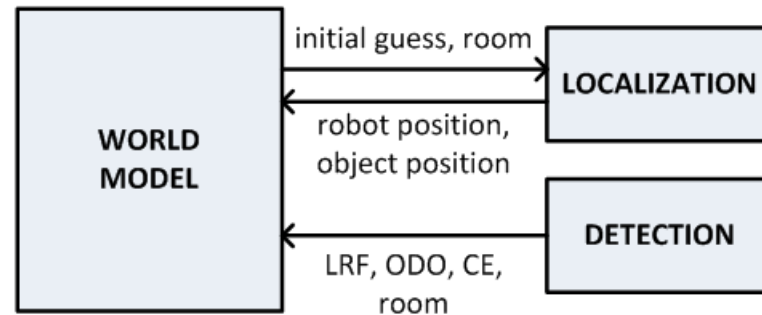 WORLD
MODEL
initial guess, room
LOCALIZATION
robot position,
object position
DETECTION
LRF, ODO, CE,
room